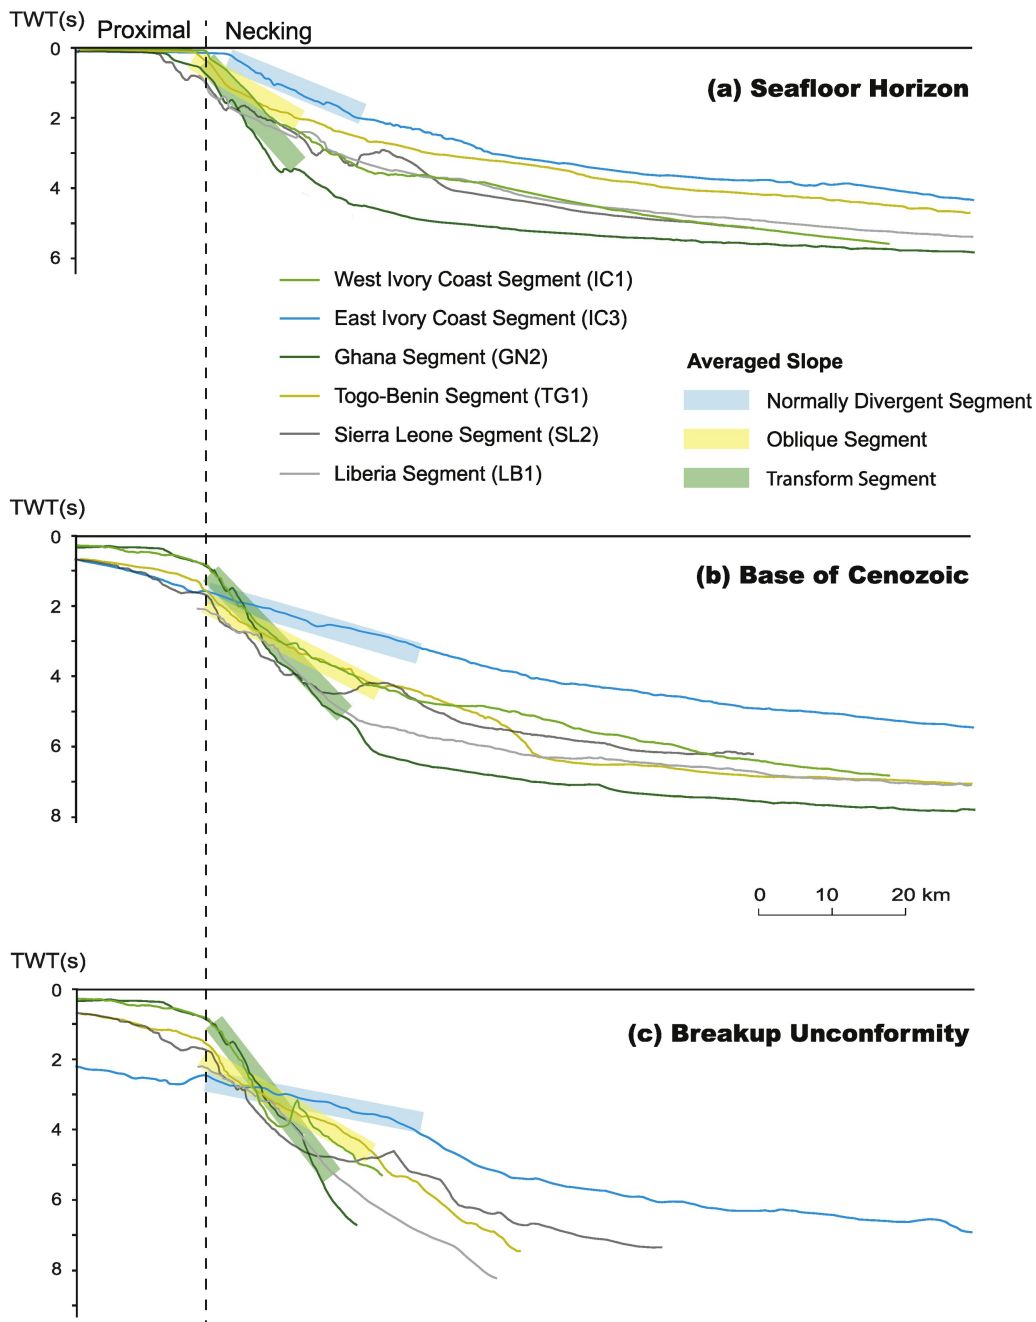 TWT(s)
Proximal
Necking
0
(a) Seafloor Horizon
2
4
6
West Ivory Coast Segment (IC1)
East Ivory Coast Segment (IC3)
Ghana Segment (GN2)
Togo-Benin Segment (TG1)
Sierra Leone Segment (SL2)
Liberia Segment (LB1)
Averaged Slope
Normally Divergent Segment
Oblique Segment
Transform Segment
TWT(s)
0
(b) Base of Cenozoic
2
4
6
8
0 10 20 km
TWT(s)
0
(c) Breakup Unconformity
2
4
6
8